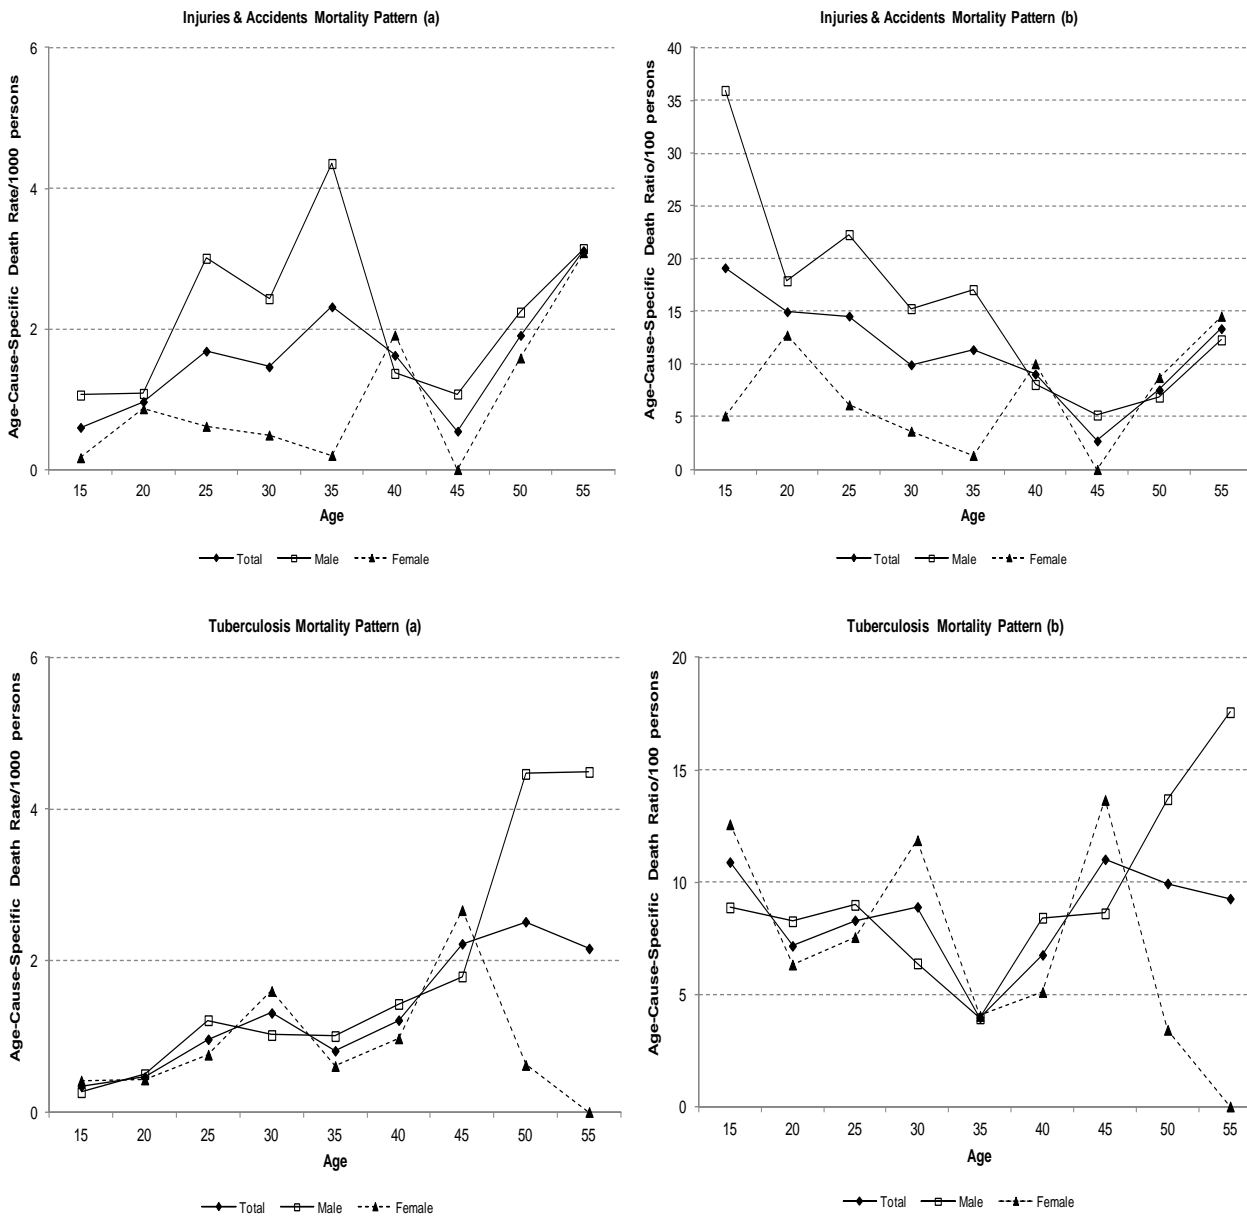 Injuries & Accidents Mortality Pattern (a)
Age-Cause-Specific Death Rate/1000 persons
6
4
2
0
15 20 25 30 35 40 45 50 55
Age
Total Male Female
Injuries & Accidents Mortality Pattern (b)
Age-Cause-Specific Death Ratio/100 persons
40
35
30
25
20
15
10
5
0
15 20 25 30 35 40 45 50 55
Age
Total Male Female
Tuberculosis Mortality Pattern (a)
Age-Cause-Specific Death Rate/1000 persons
6
4
2
0
15 20 25 30 35 40 45 50 55
Age
Total Male Female
Tuberculosis Mortality Pattern (b)
Age-Cause-Specific Death Ratio/100 persons
20
15
10
5
0
15 20 25 30 35 40 45 50 55
Age
Total Male Female